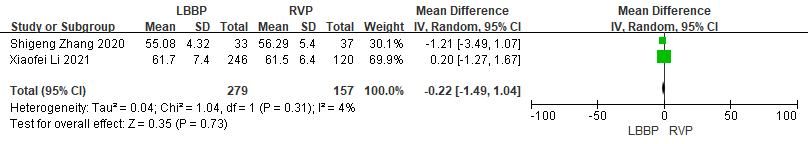 LBBP RVP Mean Difference Mean Difference
Study or Subgroup Mean SD Total Mean SD Total Weight IV, Random, 95% CI IV, Random, 95% CI
Shigeng Zhang 2020 55.08 4.32 33 56.29 5.4 37 30.1% -1.21 [-3.49, 1.07]
Xiaofei Li 2021 61.7 7.4 246 61.5 6.4 120 69.9% 0.20 [-1.27, 1.67]
Total (95% CI) 279 157 100.0% -0.22 [-1.49, 1.04]
Heterogeneity: Tau² = 0.04; Chi² = 1.04, df = 1 (P = 0.31); I² = 4%
Test for overall effect: Z = 0.35 (P = 0.73)
-100 -50 0 50 100
LBBP RVP